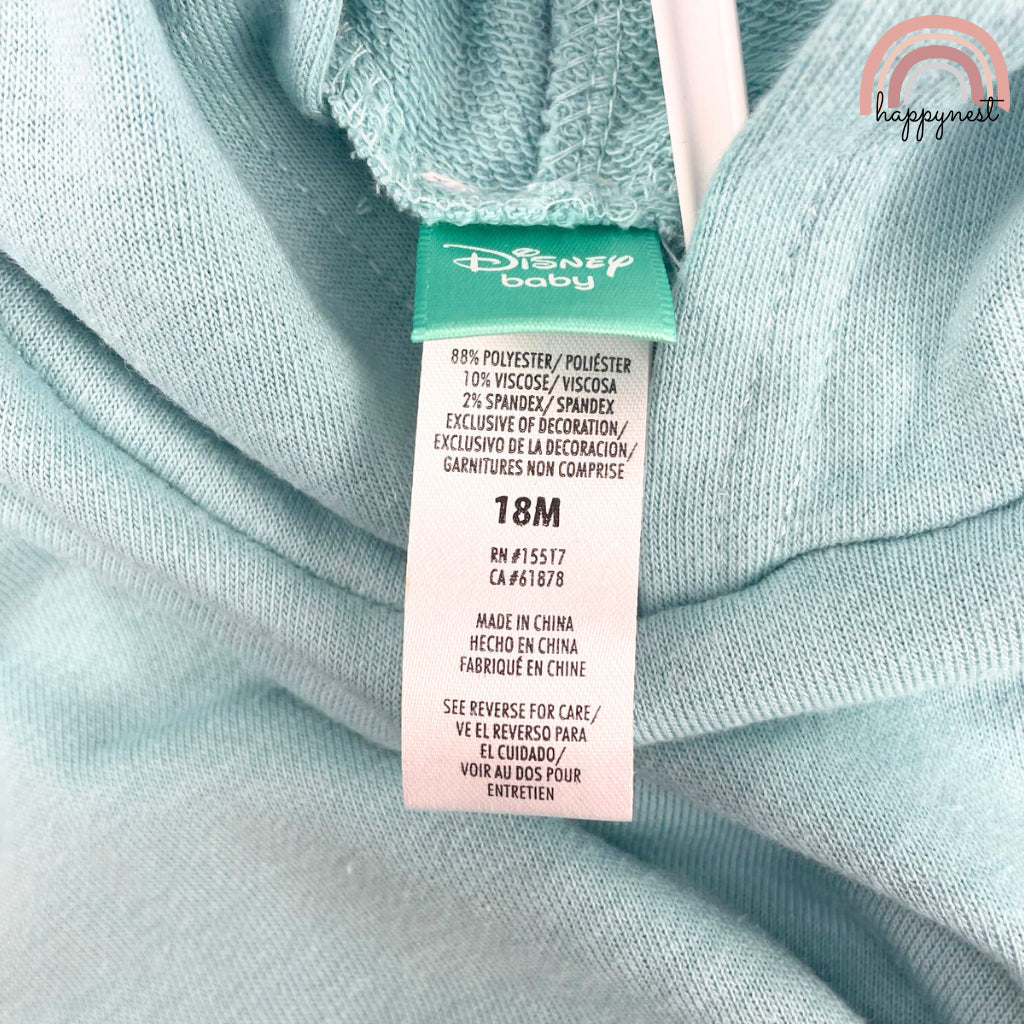 happynest
Disney
baby
88% POLYESTER/ POLIÉSTER
10% VISCOSE/ VISCOSA
2% SPANDEX/ SPANDEX
EXCLUSIVE OF DECORATION/
EXCLUSIVO DE LA DECORACION/
GARNITURES NON COMPRISE
18M
RN #15517
CA #61878
MADE IN CHINA
HECHO EN CHINA
FABRIQUÉ EN CHINE
SEE REVERSE FOR CARE/
VE EL REVERSO PARA
EL CUIDADO/
VOIR AU DOS POUR
ENTRETIEN